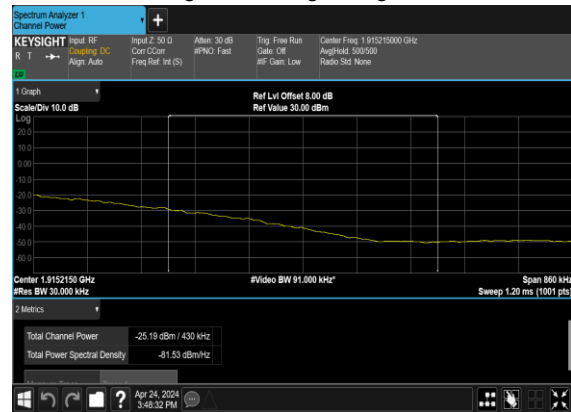 Spectrum Analyzer 1
Channel Power
+
KEYSIGHT Input: RF
R T Coupling: DC
Align: Auto
LXI
Input Z: 50 Ω
Corr CCorr
Freq Ref: Int (S)
Atten: 30 dB
#PNO: Fast
Trig: Free Run
Gate: Off
#IF Gain: Low
Center Freq: 1.915215000 GHz
Avg|Hold: 500/500
Radio Std: None
1 Graph
Scale/Div 10.0 dB
Ref Lvl Offset 8.00 dB
Ref Value 30.00 dBm
Log
20.0
10.0
0.00
-10.0
-20.0
-30.0
-40.0
-50.0
-60.0
Center 1.9152150 GHz
#Res BW 30.000 kHz
#Video BW 91.000 kHz*
Span 860 kHz
Sweep 1.20 ms (1001 pts)
2 Metrics
Total Channel Power -25.19 dBm / 430 kHz
Total Power Spectral Density -81.53 dBm/Hz
?
Apr 24, 2024
3:48:32 PM